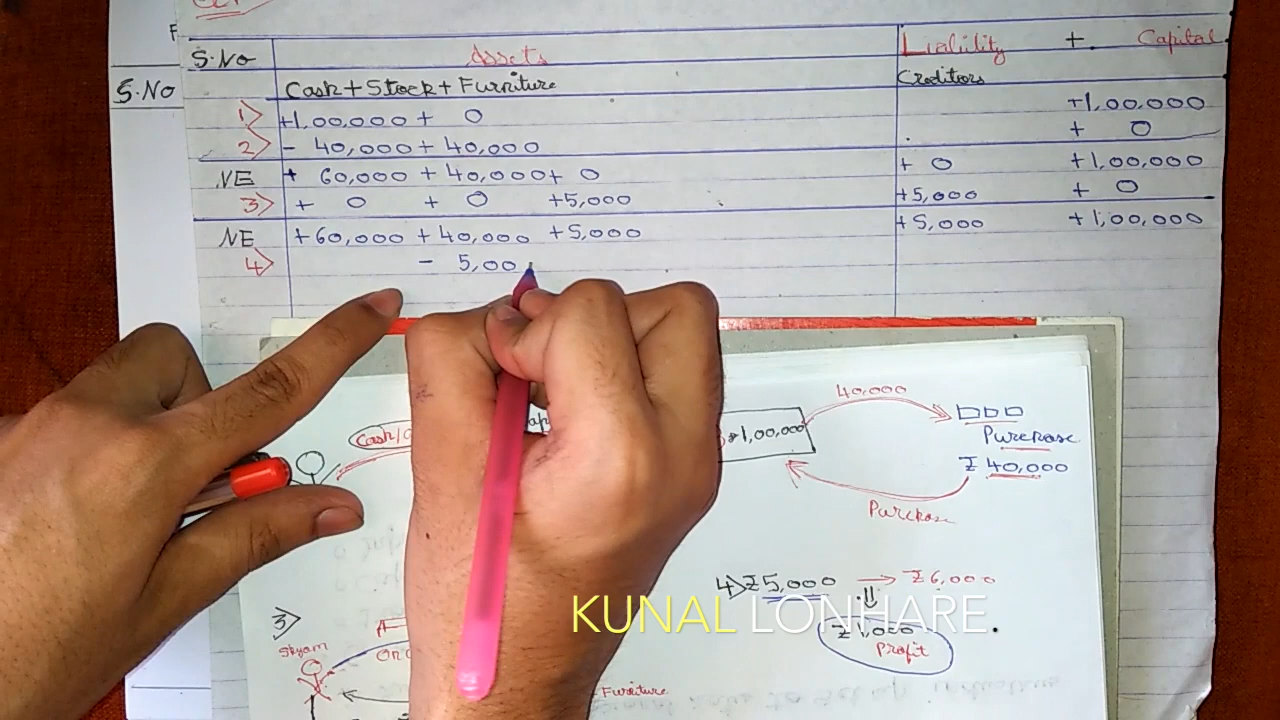 S.No Assets Liability + Capital
S.No Cash + Stock + Furniture Creditors
1> +1,00,000 + 0 +1,00,000
2> - 40,000 + 40,000 + 0
NE + 60,000 + 40,000 + 0 + 0 +1,00,000
3> + 0 + 0 +5,000 +5,000 + 0
NE +60,000 + 40,000 +5,000 +5,000 +1,00,000
4> - 5,00
40,000
Cash
1,00,000
Purchase
₹ 40,000
Purchase
4> ₹5,000 → ₹6,000
KUNAL LONHARE
₹1,000
Profit
3>
Shyam
Furniture